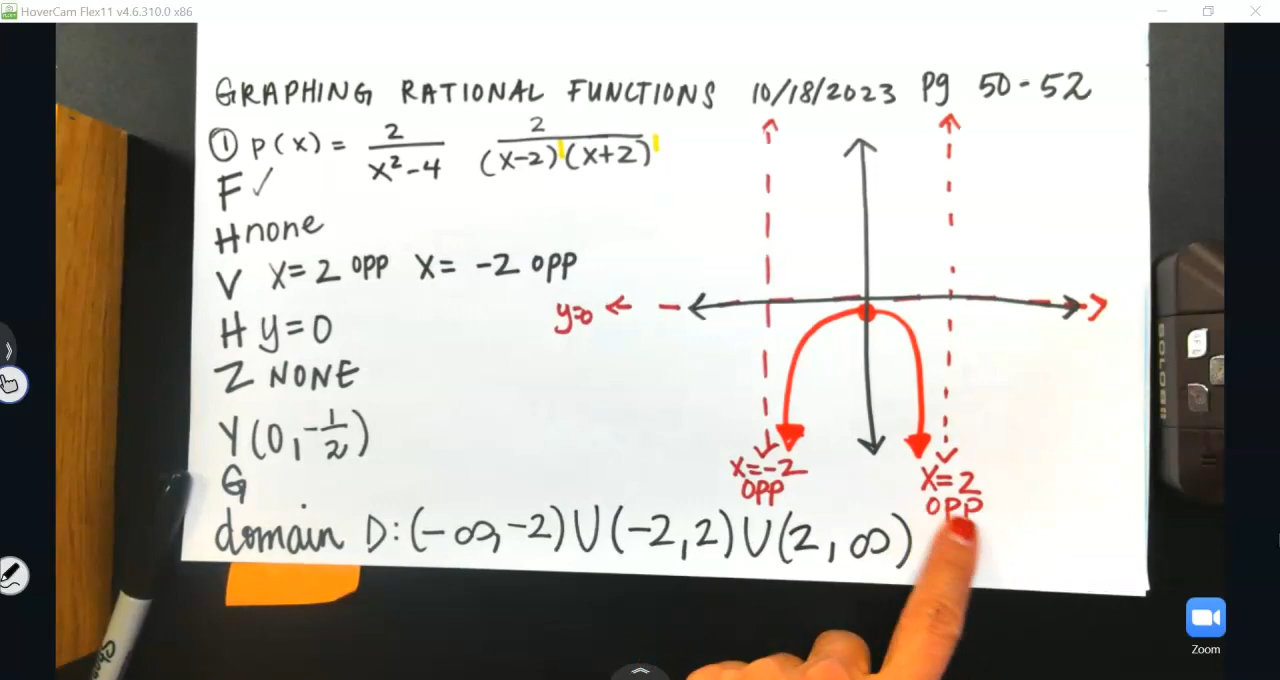 HoverCam Flex11 v4.6.310.0 x86
GRAPHING RATIONAL FUNCTIONS 10/18/2023 Pg 50-52
① P(x) = 2/(x²-4) 2/((x-2)¹(x+2)¹)
F ✓
H none
V x=2 OPP x=-2 OPP
H y=0
Z NONE
Y(0,-1/2)
G
domain D:(-∞,-2)∪(-2,2)∪(2,∞)
y=0
x=-2
OPP
x=2
OPP
Zoom